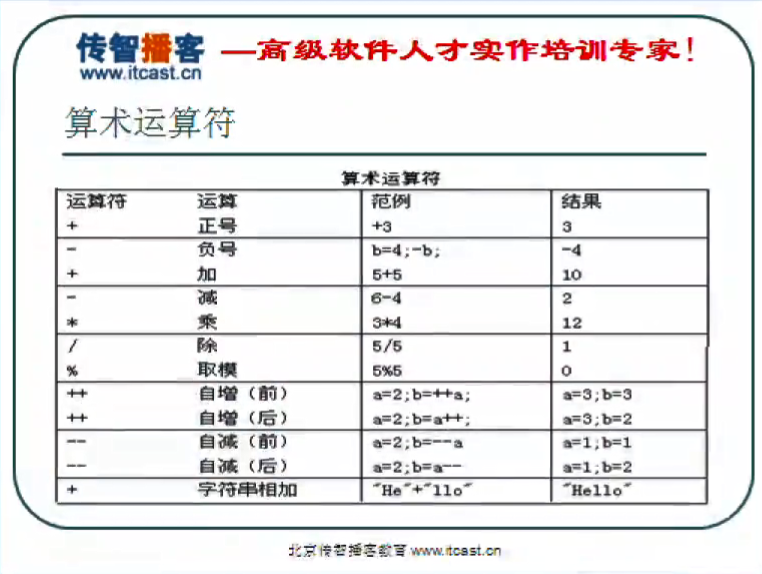 传智播客 —高级软件人才实作培训专家!
www.itcast.cn
算术运算符
算术运算符
运算符 运算 范例 结果
+ 正号 +3 3
- 负号 b=4;-b; -4
+ 加 5+5 10
- 减 6-4 2
* 乘 3*4 12
/ 除 5/5 1
% 取模 5%5 0
++ 自增（前） a=2;b=++a; a=3;b=3
++ 自增（后） a=2;b=a++; a=3;b=2
-- 自减（前） a=2;b=--a a=1;b=1
-- 自减（后） a=2;b=a-- a=1;b=2
+ 字符串相加 "He"+"llo" "Hello"
北京传智播客教育 www.itcast.cn